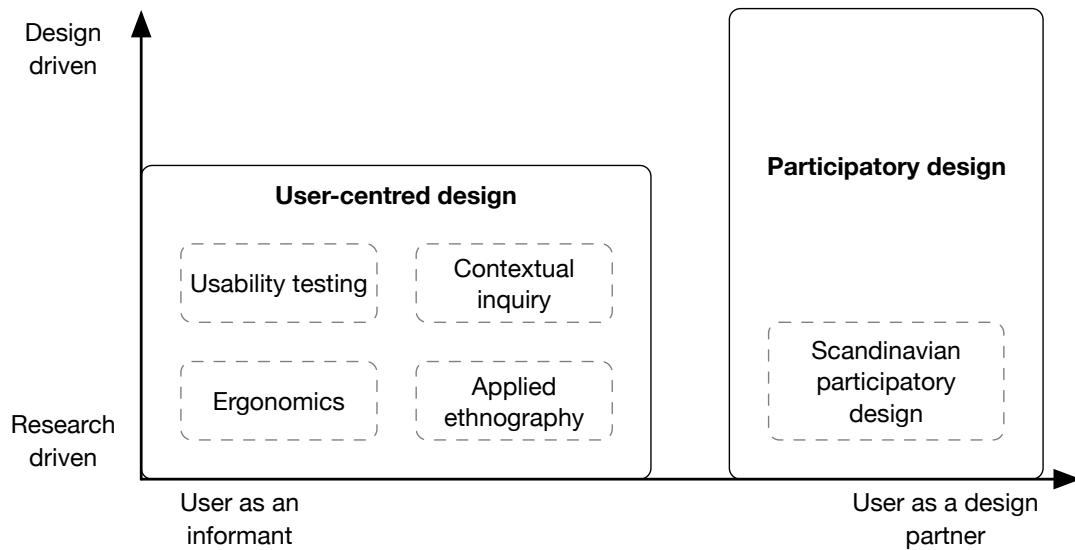 Design
driven
User-centred design
Participatory design
Usability testing
Contextual
inquiry
Ergonomics
Applied
ethnography
Scandinavian
participatory
design
Research
driven
User as an
informant
User as a design
partner